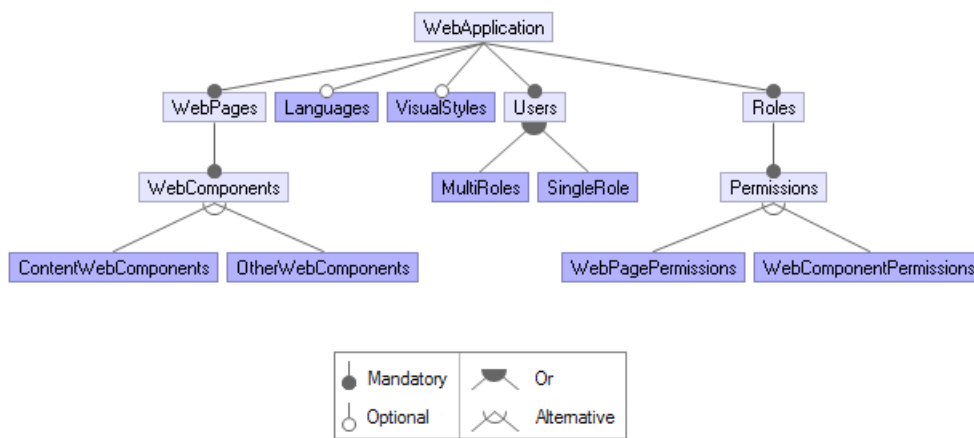 WebApplication
WebPages Languages VisualStyles Users Roles
WebComponents MultiRoles SingleRole Permissions
ContentWebComponents OtherWebComponents WebPagePermissions WebComponentPermissions
Mandatory Or
Optional Alternative